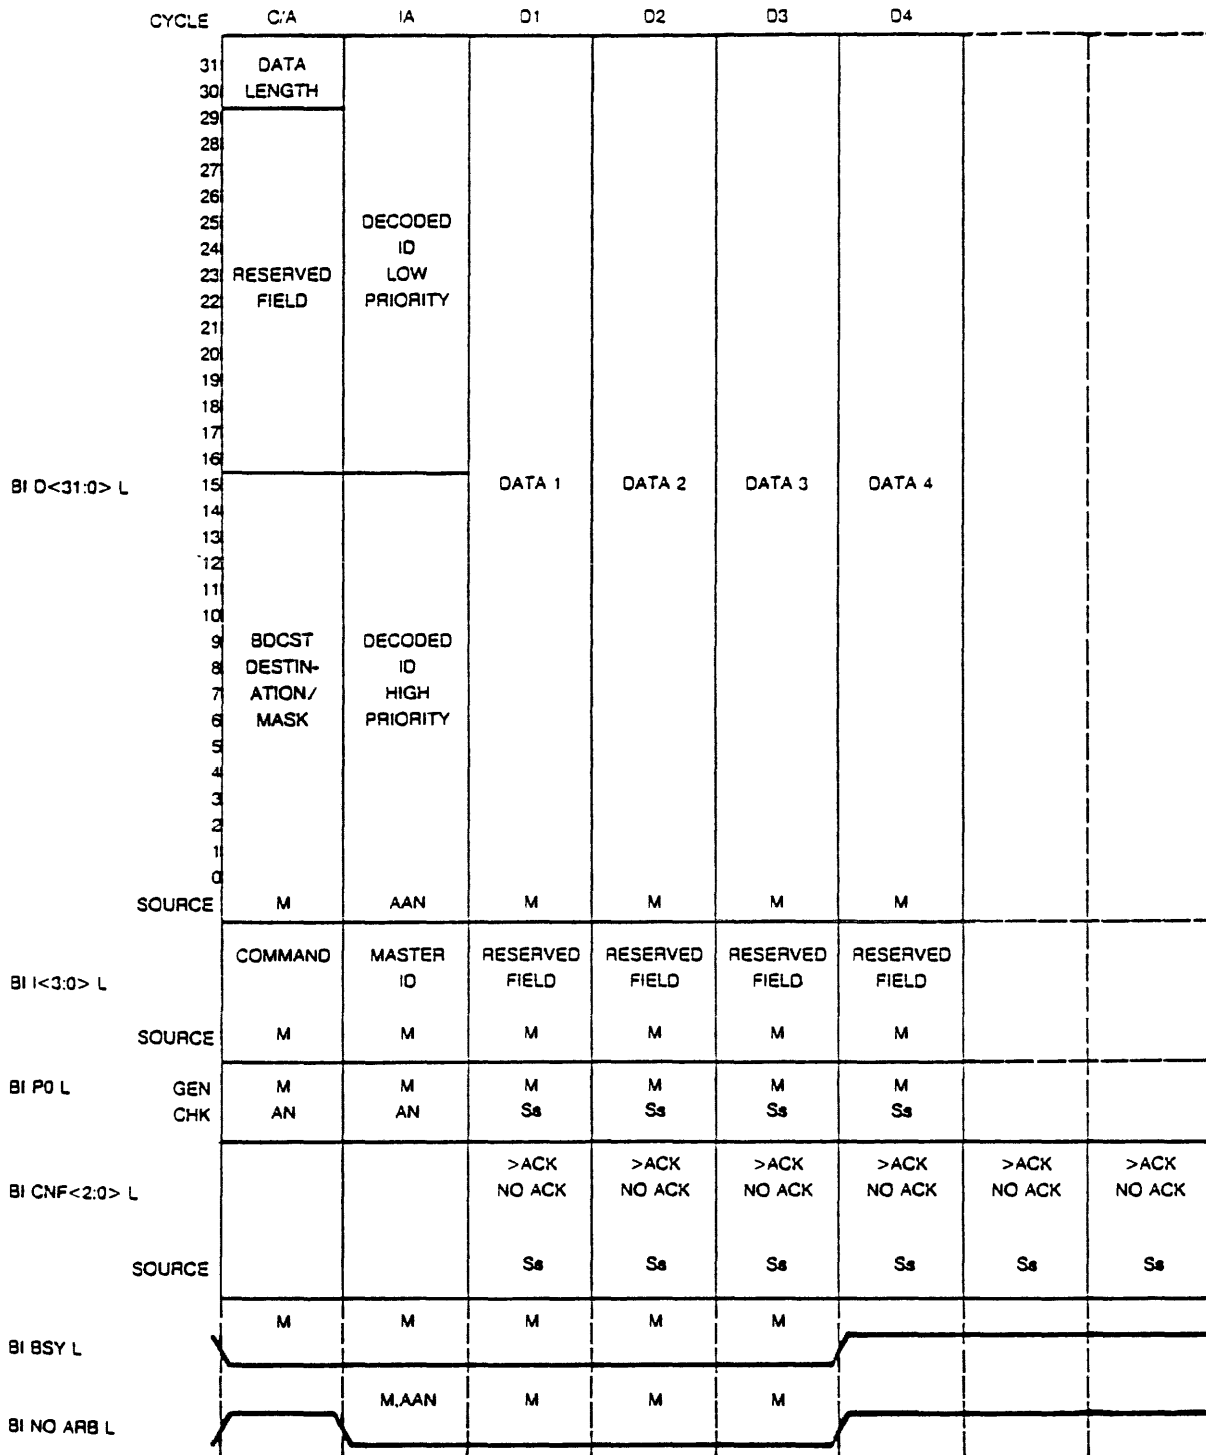 CYCLE C/A IA D1 D2 D3 D4
31 DATA
30 LENGTH
29
28
27
26
25 DECODED
24 ID
23 RESERVED LOW
22 FIELD PRIORITY
21
20
19
18
17
16
BI D<31:0> L 15 DATA 1 DATA 2 DATA 3 DATA 4
14
13
12
11
10
9 BDCST DECODED
8 DESTIN- ID
7 ATION/ HIGH
6 MASK PRIORITY
5
4
3
2
1
0
SOURCE M AAN M M M M
COMMAND MASTER RESERVED RESERVED RESERVED RESERVED
BI I<3:0> L ID FIELD FIELD FIELD FIELD
SOURCE M M M M M M
BI P0 L GEN M M M M M M
CHK AN AN Ss Ss Ss Ss
>ACK >ACK >ACK >ACK >ACK >ACK
BI CNF<2:0> L NO ACK NO ACK NO ACK NO ACK NO ACK NO ACK
SOURCE Ss Ss Ss Ss Ss Ss
M M M M M
BI BSY L
M,AAN M M M
BI NO ARB L